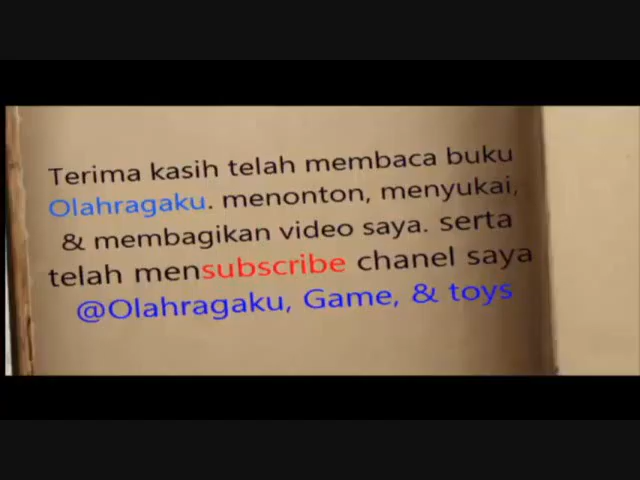 Terima kasih telah membaca buku
Olahragaku. menonton, menyukai,
& membagikan video saya. serta
telah mensubscribe chanel saya
@Olahragaku, Game, & toys